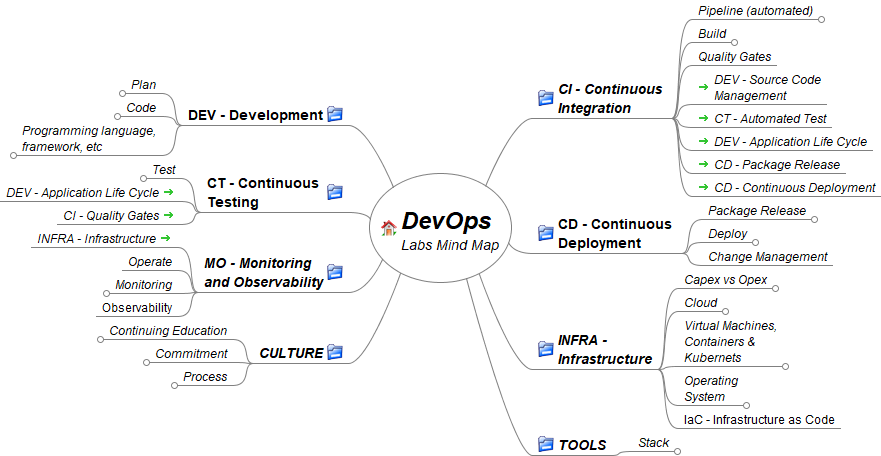 DevOps
Labs Mind Map
DEV - Development
Plan
Code
Programming language,
framework, etc
CT - Continuous
Testing
Test
DEV - Application Life Cycle
CI - Quality Gates
MO - Monitoring
and Observability
INFRA - Infrastructure
Operate
Monitoring
Observability
CULTURE
Continuing Education
Commitment
Process
CI - Continuous
Integration
Pipeline (automated)
Build
Quality Gates
DEV - Source Code
Management
CT - Automated Test
DEV - Application Life Cycle
CD - Package Release
CD - Continuous Deployment
CD - Continuous
Deployment
Package Release
Deploy
Change Management
INFRA -
Infrastructure
Capex vs Opex
Cloud
Virtual Machines,
Containers &
Kubernets
Operating
System
IaC - Infrastructure as Code
TOOLS
Stack